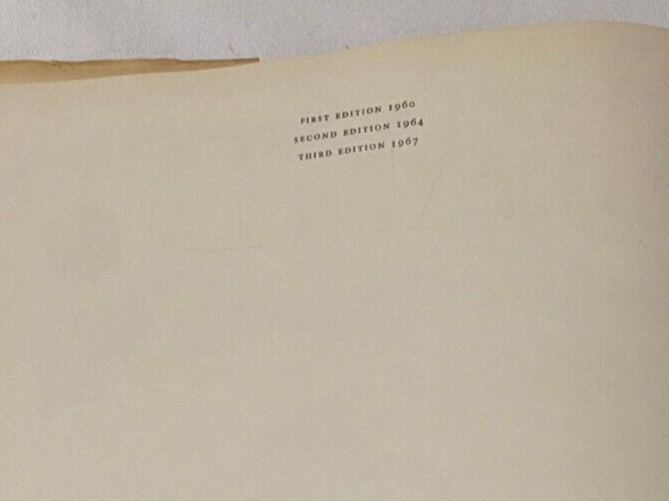 FIRST EDITION 1960
SECOND EDITION 1964
THIRD EDITION 1967